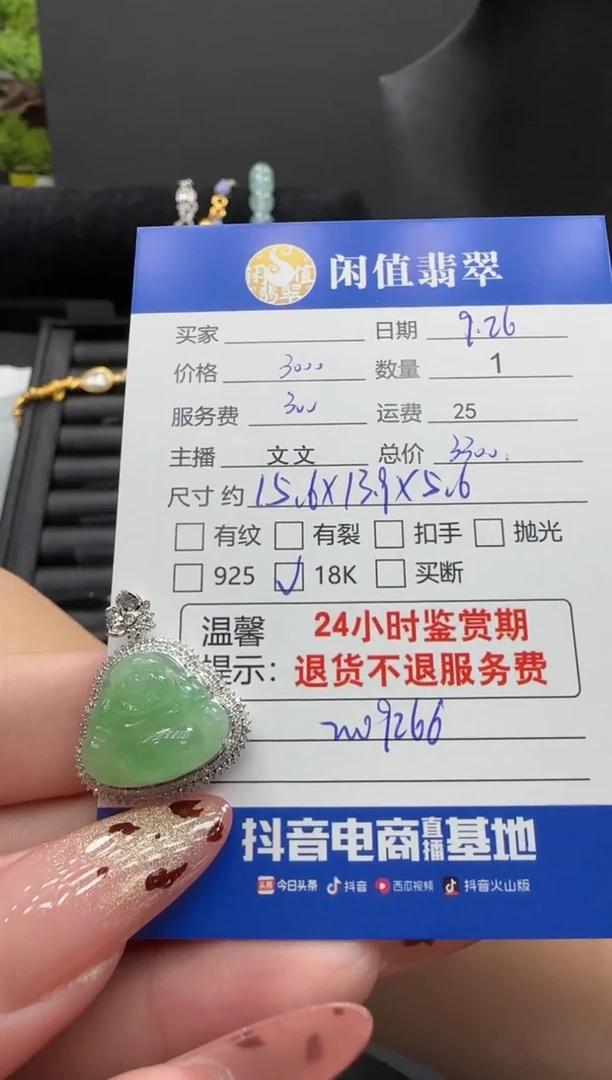 闲值翡翠
买家 日期 9.26
价格 3000 数量 1
服务费 300 运费 25
主播 文文 总价 3300.
尺寸 约 15.6X13.9X5.6
有纹 有裂 扣手 抛光
925 18K 买断
温馨 24小时鉴赏期
提示: 退货不退服务费
9266
抖音电商直播基地
头条 今日头条 抖音 西瓜视频 抖音火山版